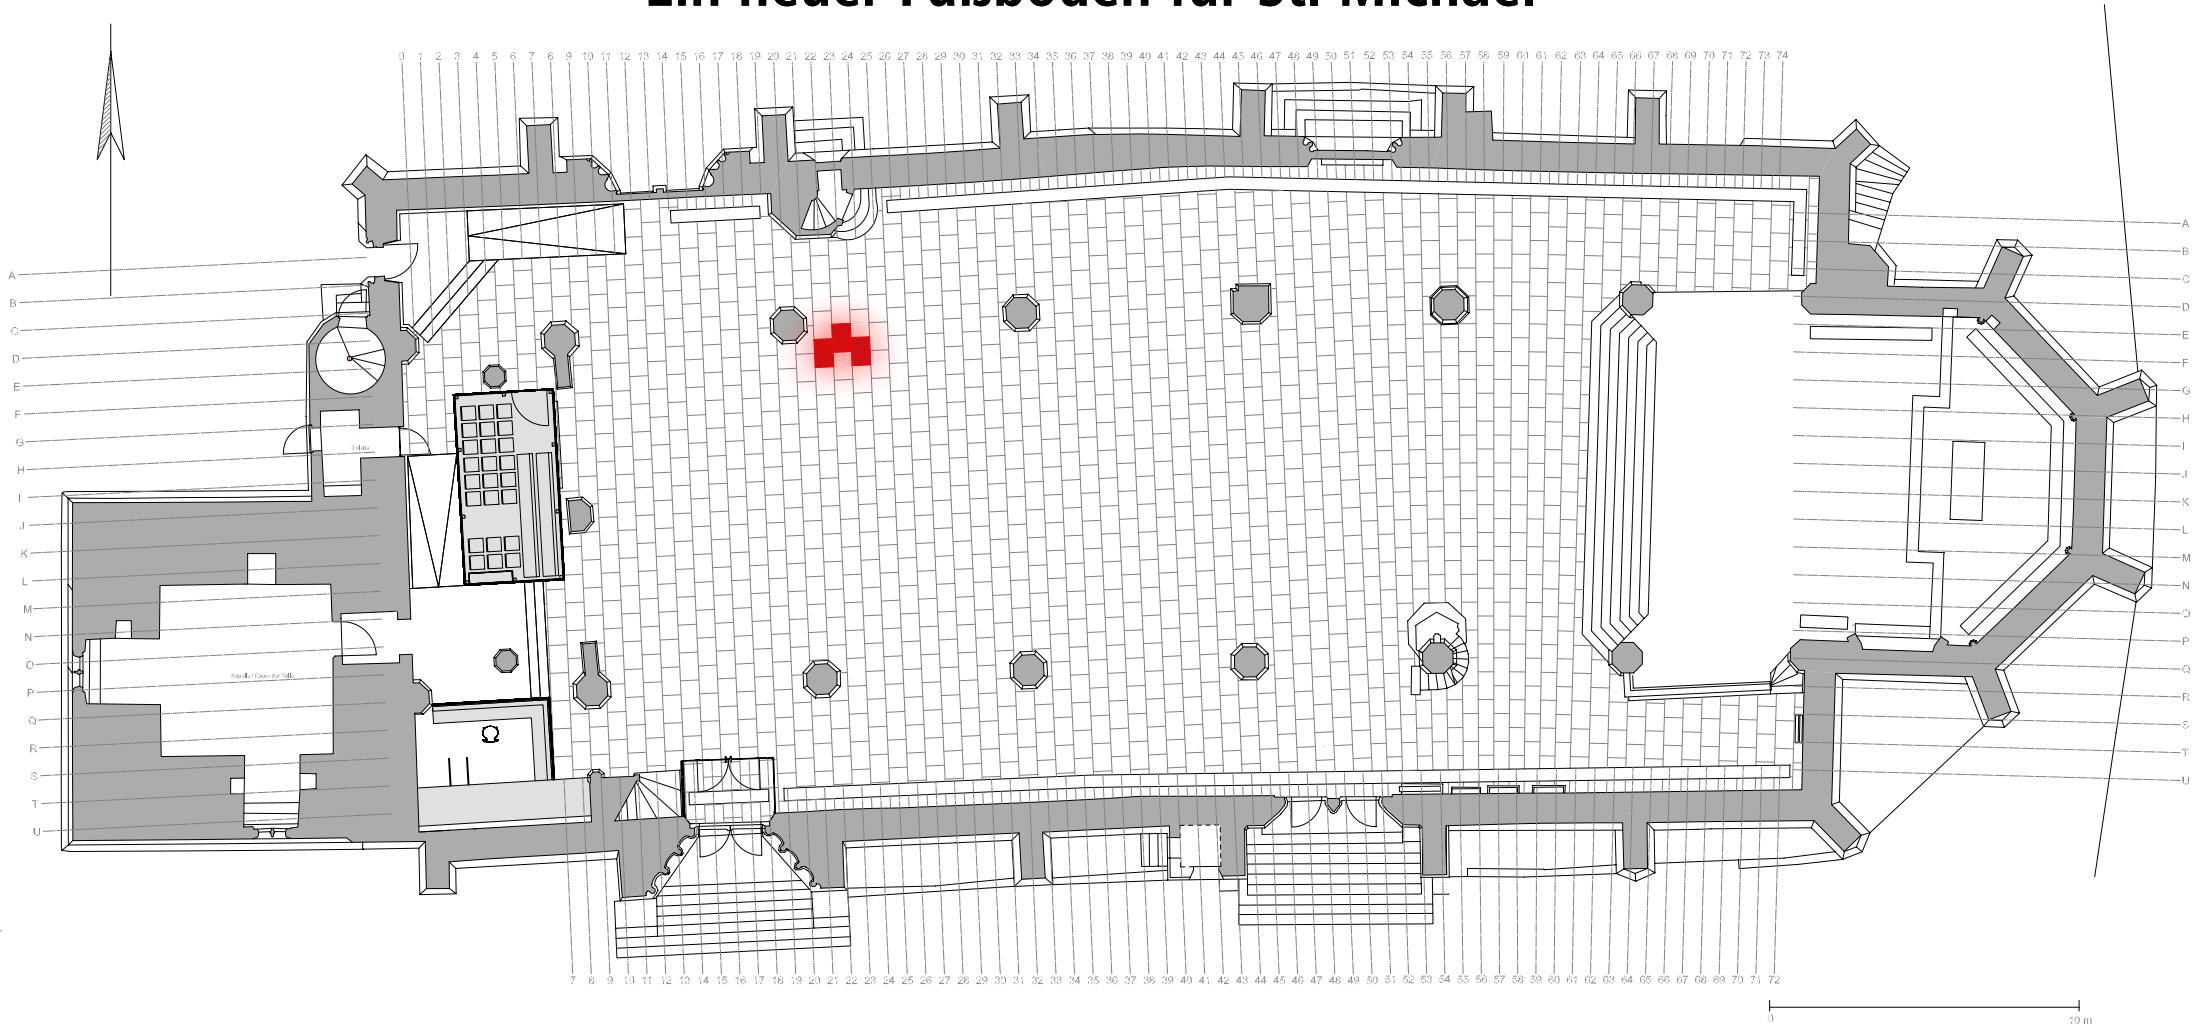 Ein neuer Fußboden für St. Michael
0 1 2 3 4 5 6 7 8 9 10 11 12 13 14 15 16 17 18 19 20 21 22 23 24 25 26 27 28 29 30 31 32 33 34 35 36 37 38 39 40 41 42 43 44 45 46 47 48 49 50 51 52 53 54 55 56 57 58 59 60 61 62 63 64 65 66 67 68 69 70 71 72 73 74
A
B
C
D
E
F
G
H
I
J
K
L
M
N
O
P
Q
R
S
T
U
Kapelle / Raum der Stille
A
B
C
D
E
F
G
H
I
J
K
L
M
N
O
P
Q
R
S
T
U
7 8 9 10 11 12 13 14 15 16 17 18 19 20 21 22 23 24 25 26 27 28 29 30 31 32 33 34 35 36 37 38 39 40 41 42 43 44 45 46 47 48 49 50 51 52 53 54 55 56 57 58 59 60 61 62 63 64 65 66 67 68 69 70 71 72
0 10 m